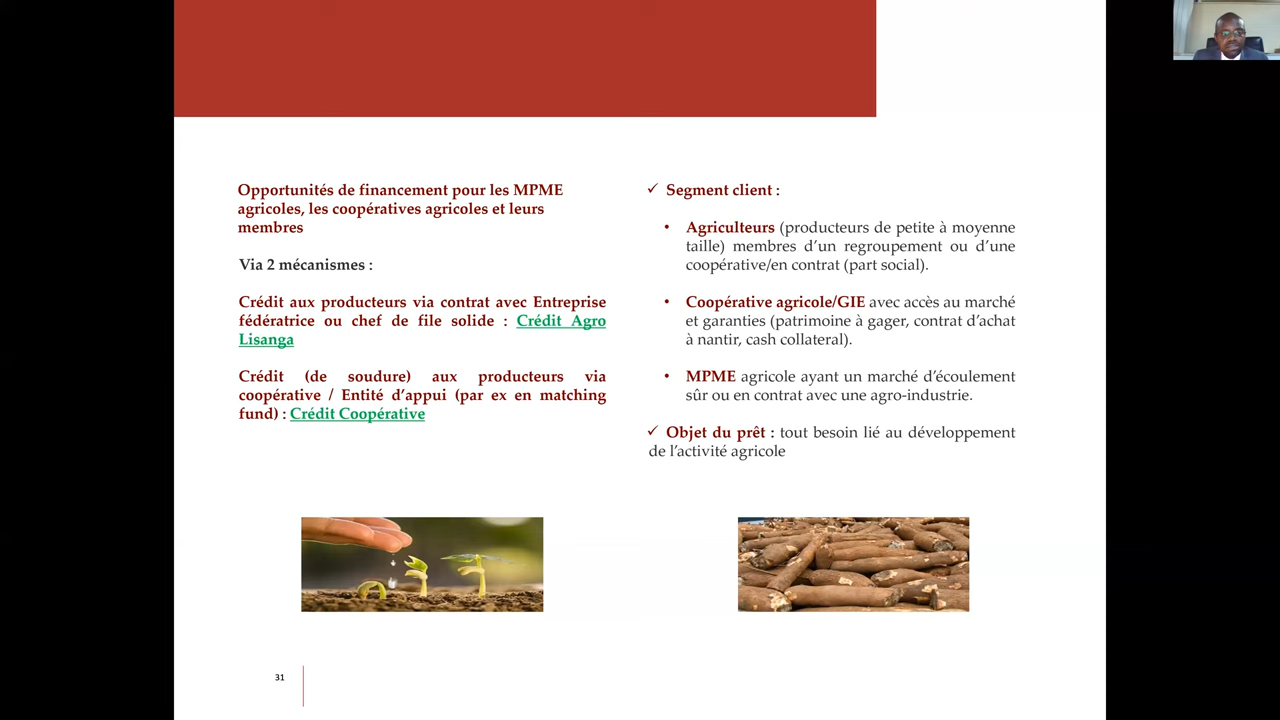 Opportunités de financement pour les MPME
agricoles, les coopératives agricoles et leurs
membres
Via 2 mécanismes :
Crédit aux producteurs via contrat avec Entreprise
fédératrice ou chef de file solide : Crédit Agro
Lisanga
Crédit (de soudure) aux producteurs via
coopérative / Entité d’appui (par ex en matching
fund) : Crédit Coopérative
✓ Segment client :
• Agriculteurs (producteurs de petite à moyenne
taille) membres d’un regroupement ou d’une
coopérative/en contrat (part social).
• Coopérative agricole/GIE avec accès au marché
et garanties (patrimoine à gager, contrat d’achat
à nantir, cash collateral).
• MPME agricole ayant un marché d’écoulement
sûr ou en contrat avec une agro-industrie.
✓ Objet du prêt : tout besoin lié au développement
de l’activité agricole
31